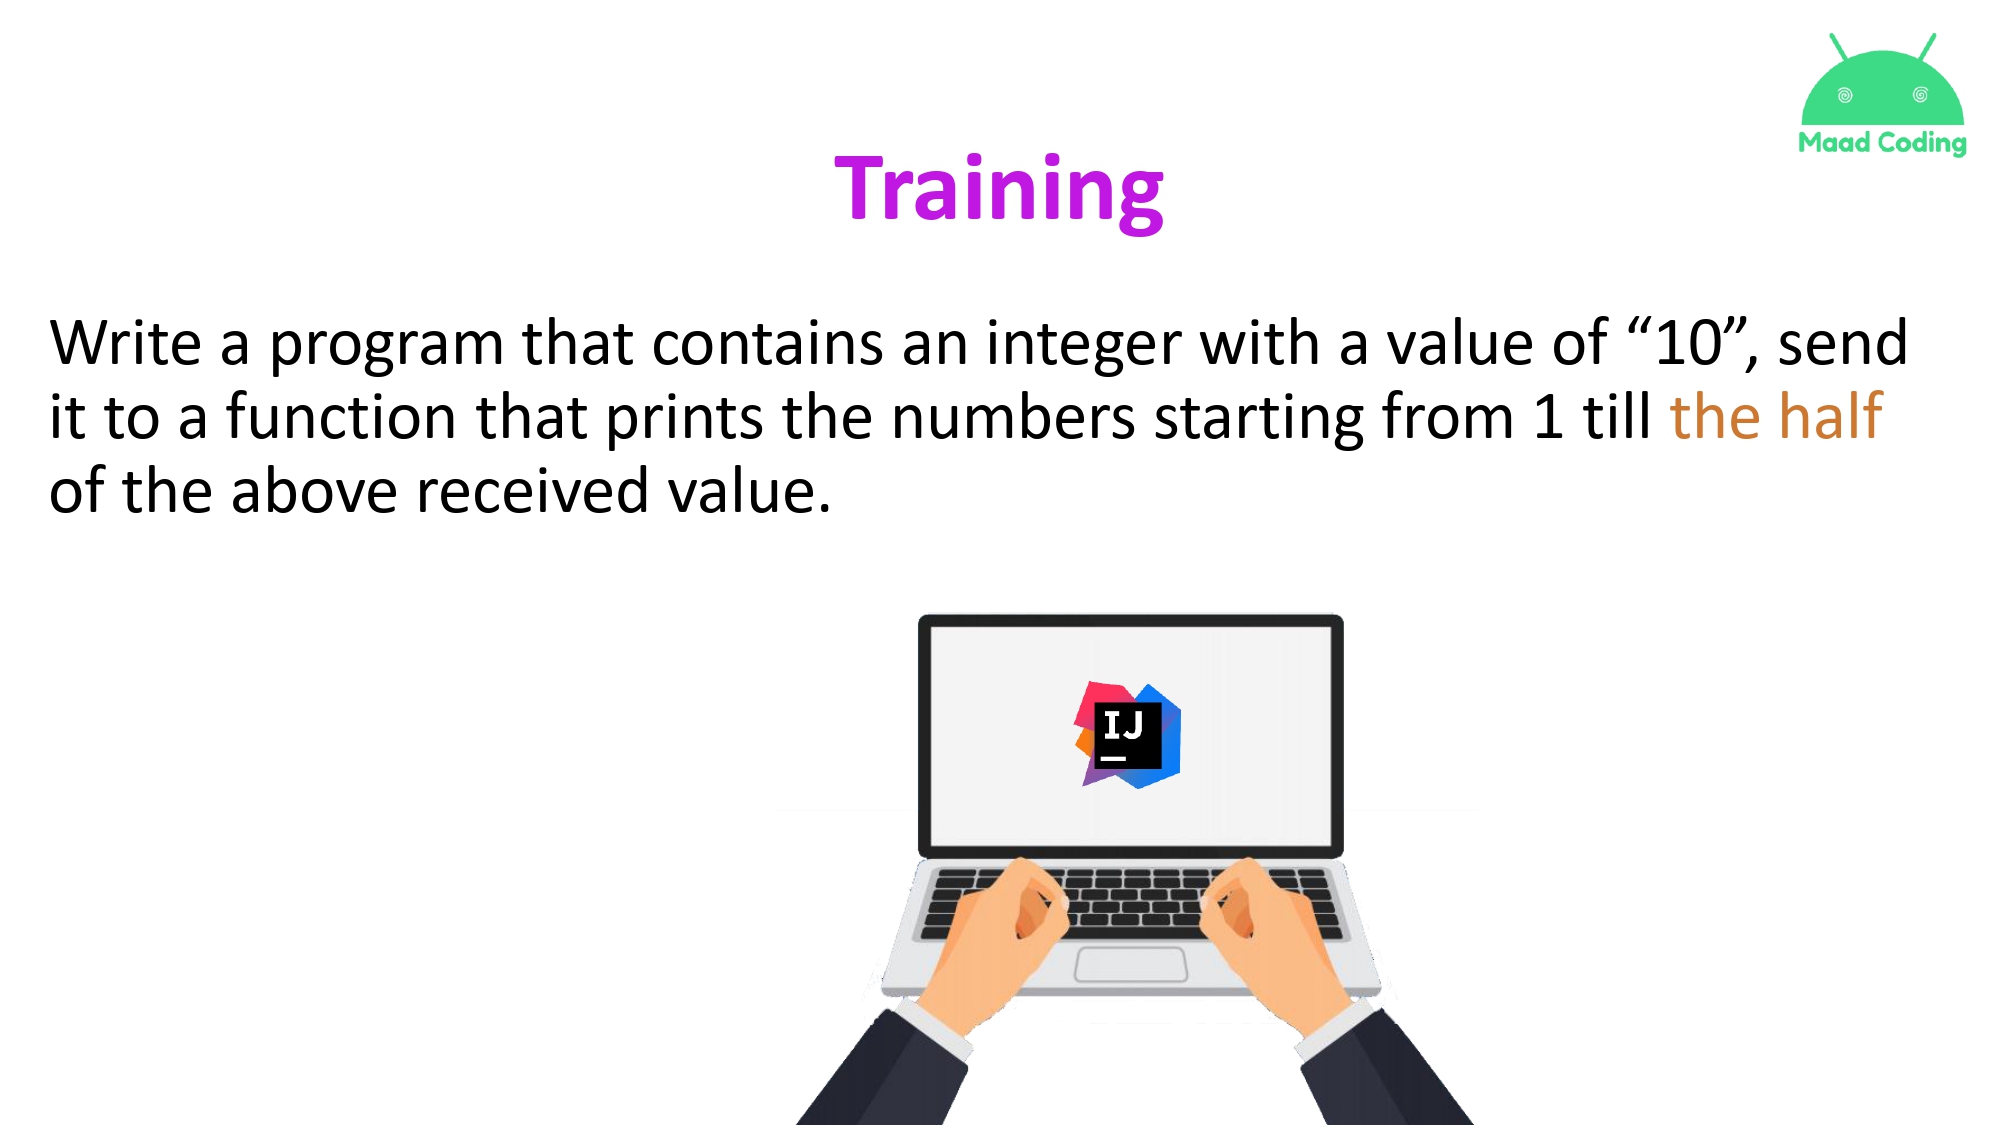 Maad Coding
Training
Write a program that contains an integer with a value of “10”, send
it to a function that prints the numbers starting from 1 till the half
of the above received value.
IJ